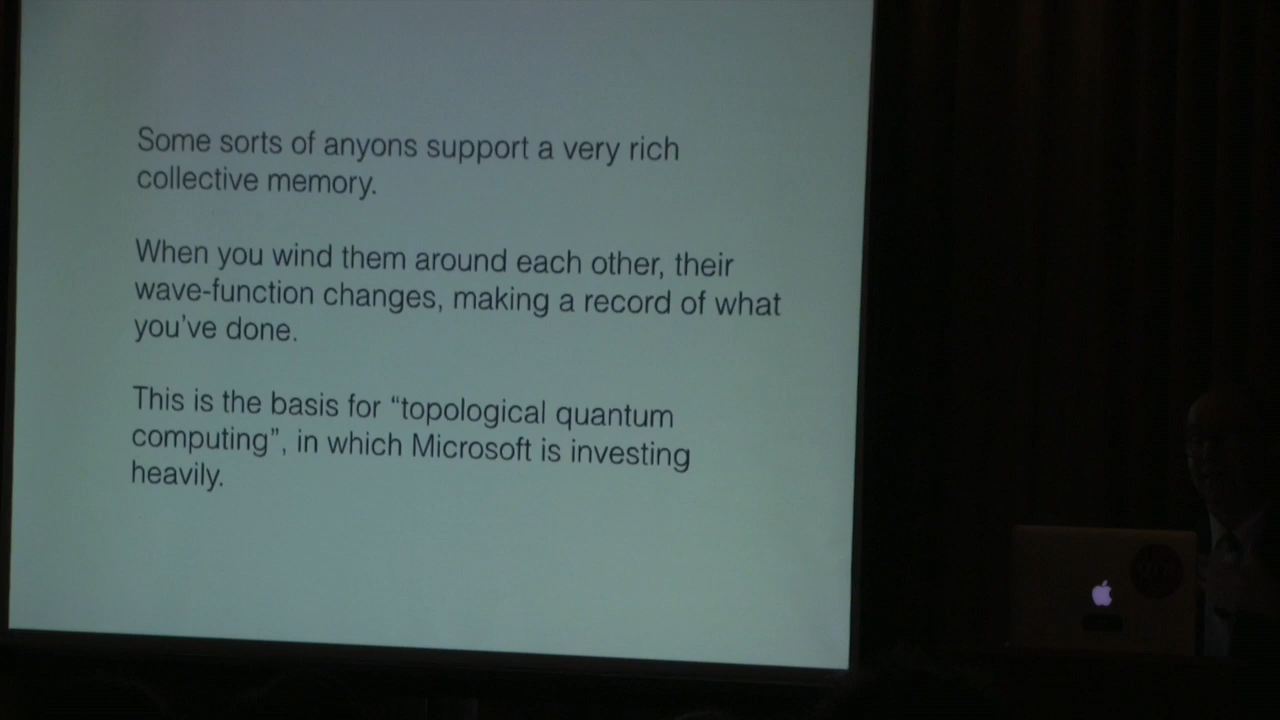 Some sorts of anyons support a very rich
collective memory.
When you wind them around each other, their
wave-function changes, making a record of what
you've done.
This is the basis for “topological quantum
computing”, in which Microsoft is investing
heavily.